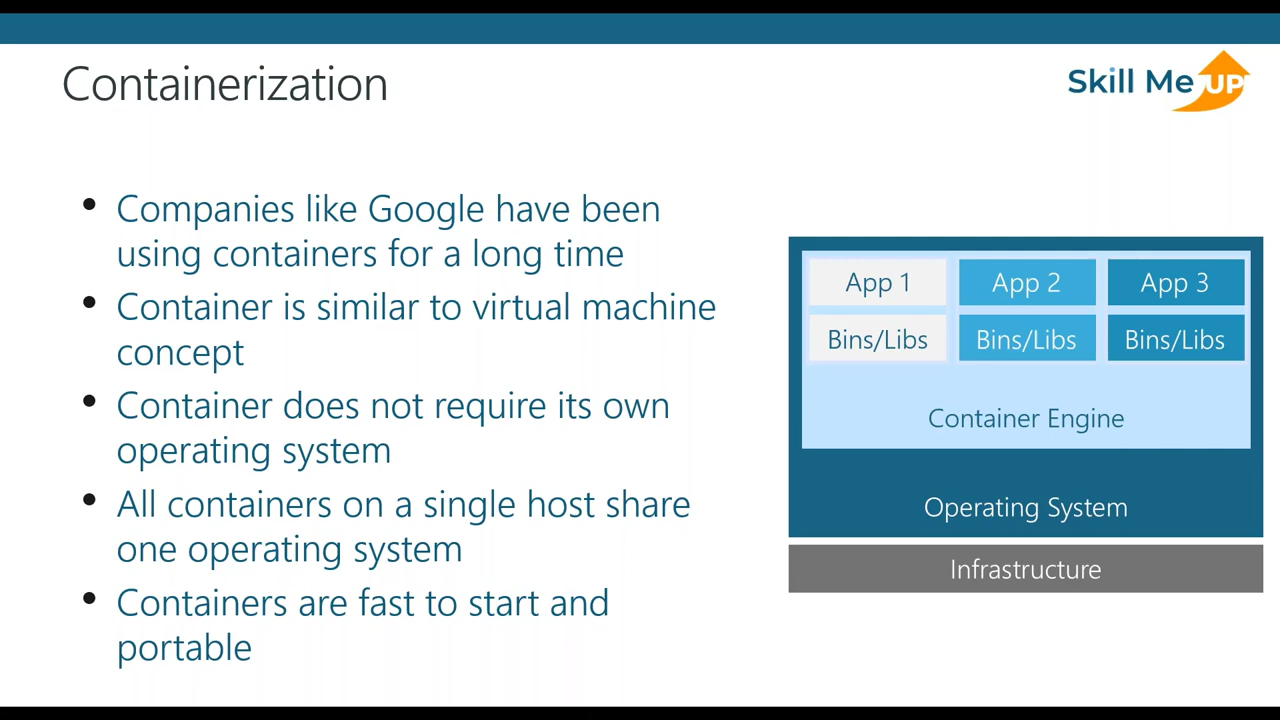 Containerization
Skill Me UP
• Companies like Google have been
using containers for a long time
• Container is similar to virtual machine
concept
• Container does not require its own
operating system
• All containers on a single host share
one operating system
• Containers are fast to start and
portable
App 1 App 2 App 3
Bins/Libs Bins/Libs Bins/Libs
Container Engine
Operating System
Infrastructure